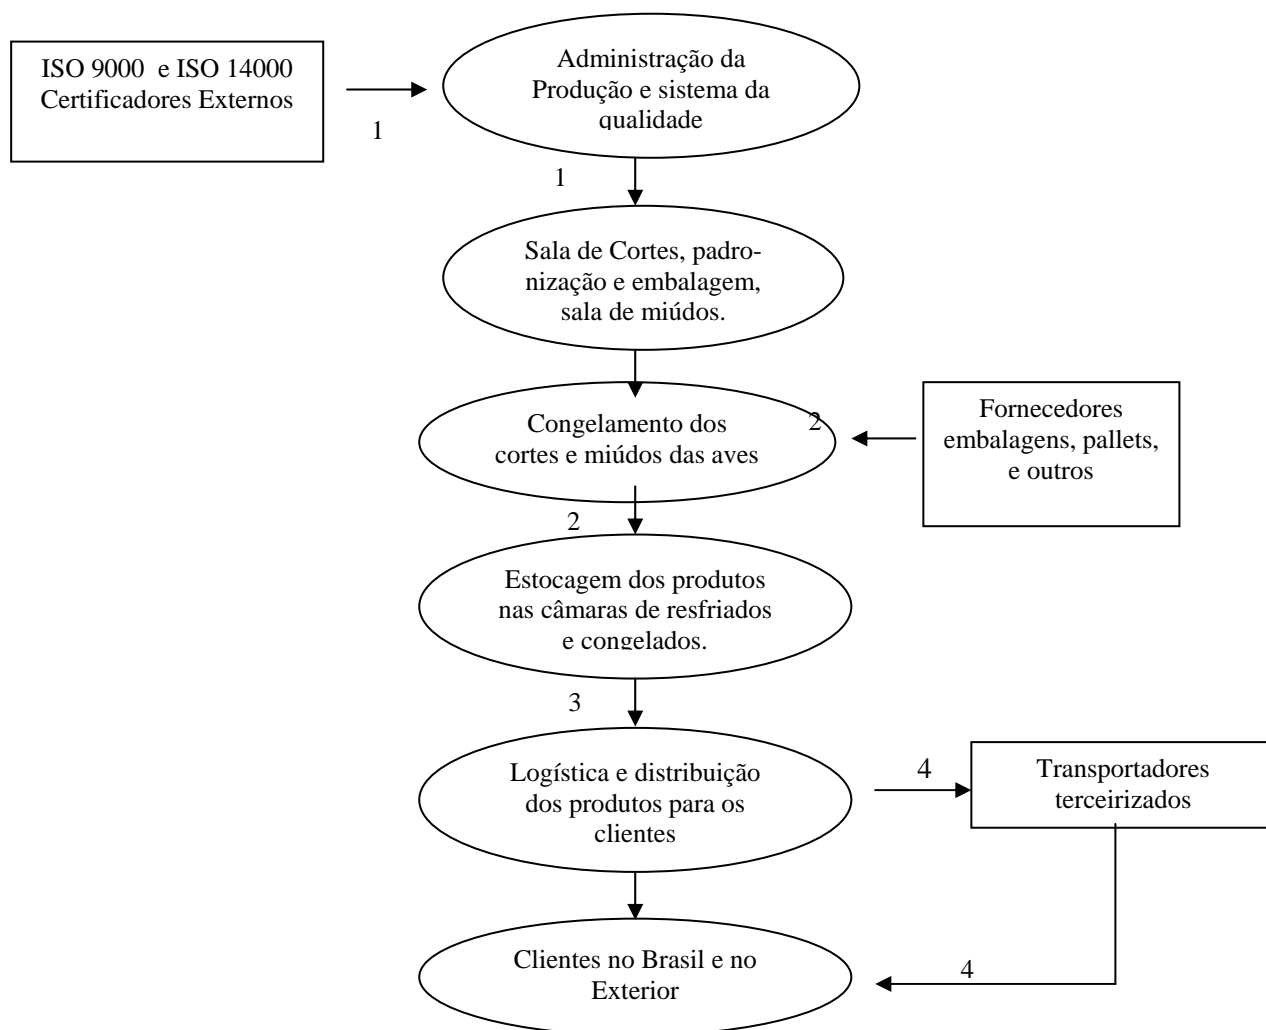 ISO 9000 e ISO 14000
Certificadores Externos
1
Administração da
Produção e sistema da
qualidade
1
Sala de Cortes, padro-
nização e embalagem,
sala de miúdos.
Congelamento dos
cortes e miúdos das aves
2
Fornecedores
embalagens, pallets,
e outros
2
Estocagem dos produtos
nas câmaras de resfriados
e congelados.
3
Logística e distribuição
dos produtos para os
clientes
4
Transportadores
terceirizados
Clientes no Brasil e no
Exterior
4